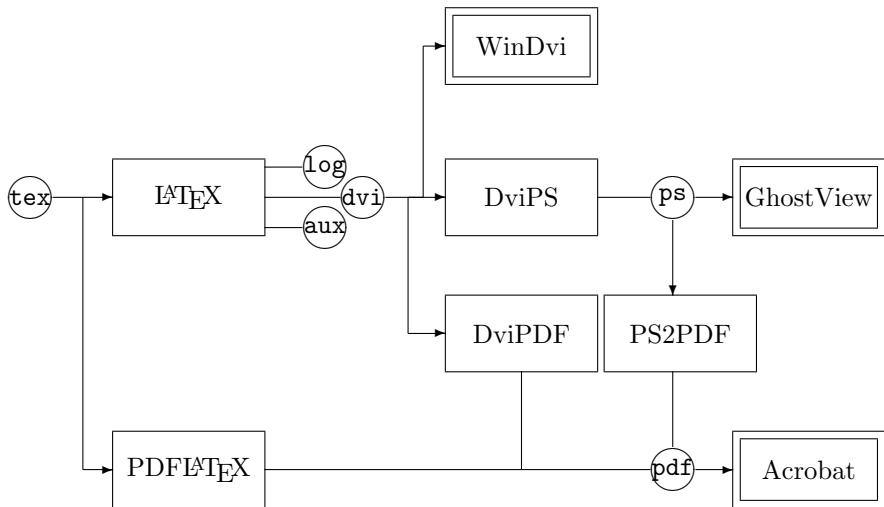 WinDvi
log
tex
LATEX
dvi
DviPS
ps
GhostView
aux
DviPDF
PS2PDF
PDFLATEX
pdf
Acrobat